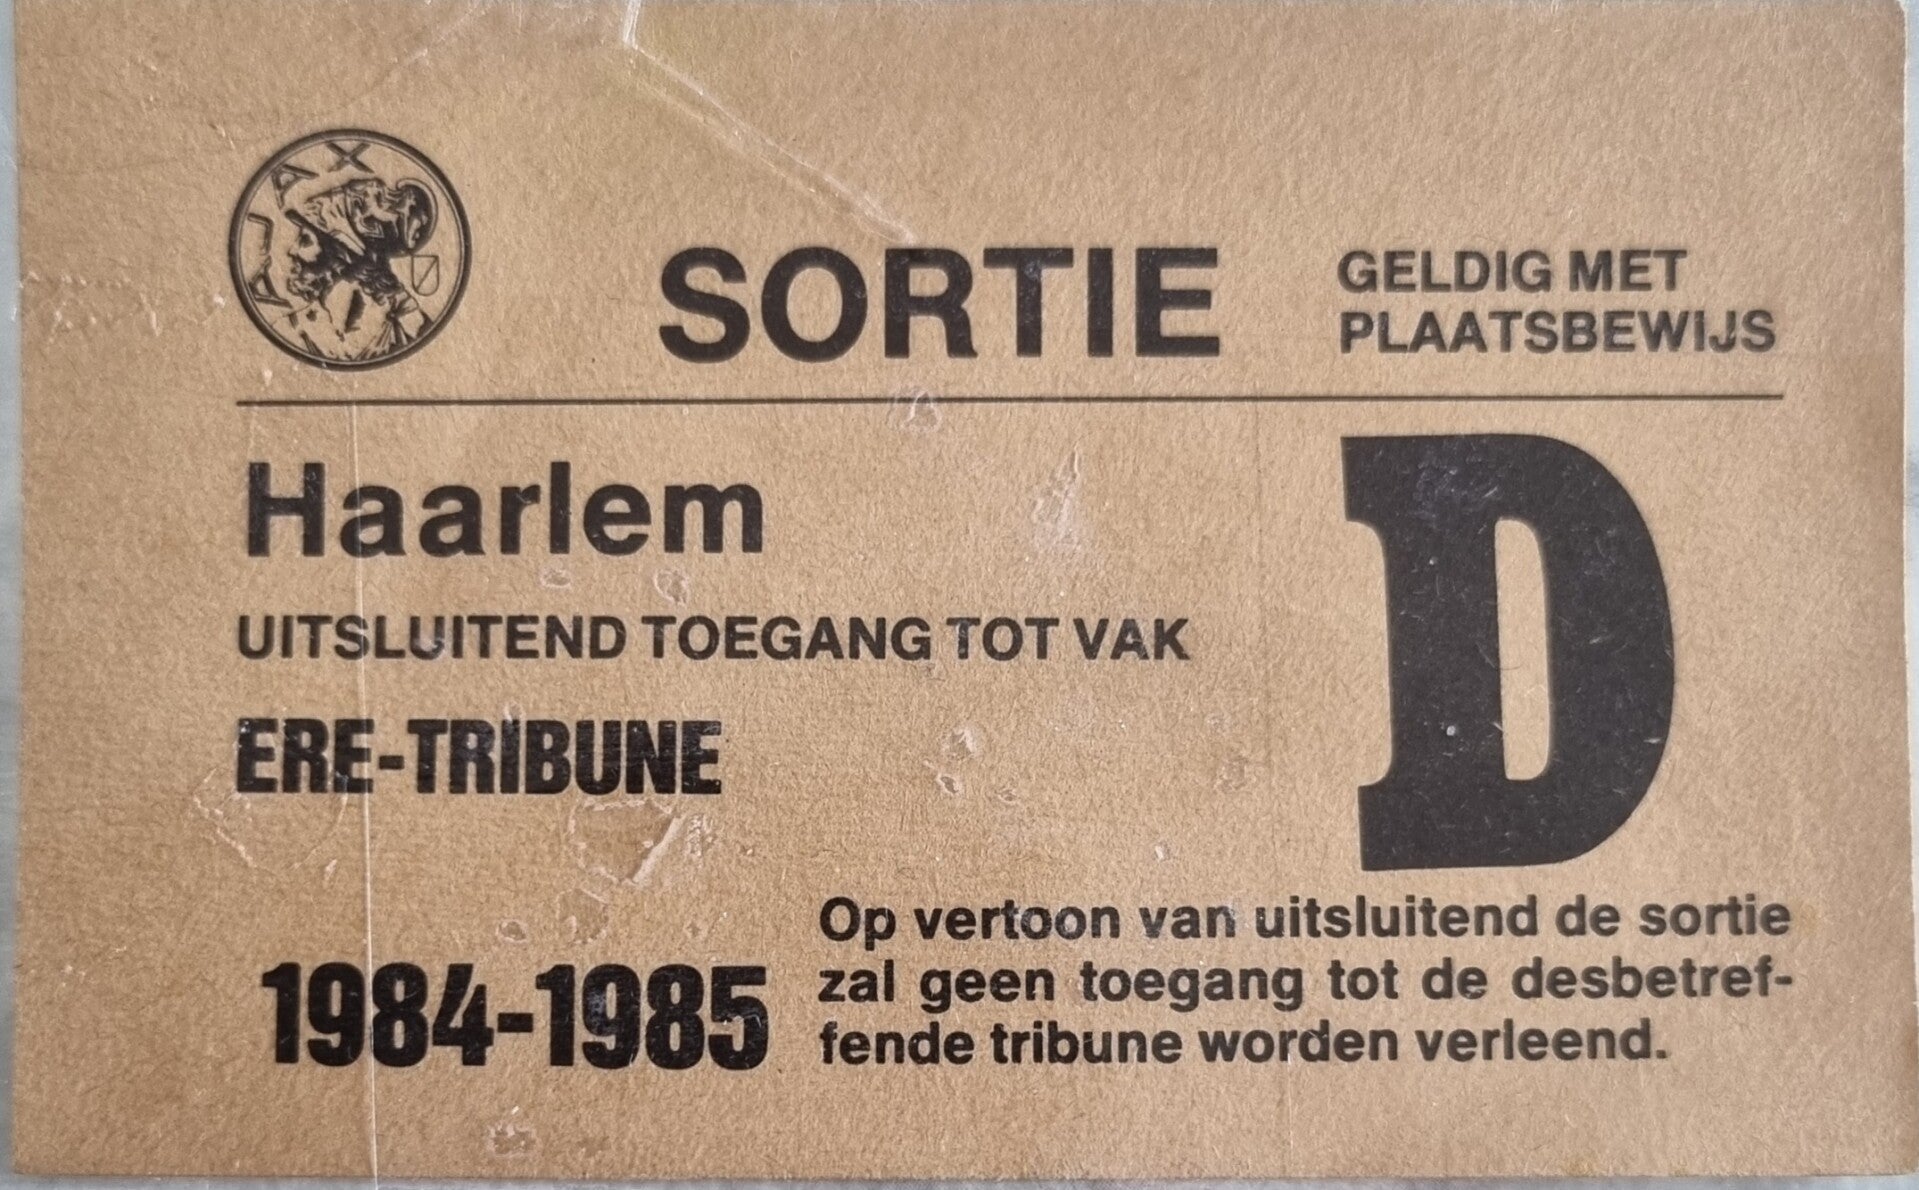 AJAX
SORTIE
GELDIG MET
PLAATSBEWIJS
Haarlem
D
UITSLUITEND TOEGANG TOT VAK
ERE-TRIBUNE
1984-1985
Op vertoon van uitsluitend de sortie
zal geen toegang tot de desbetref-
fende tribune worden verleend.